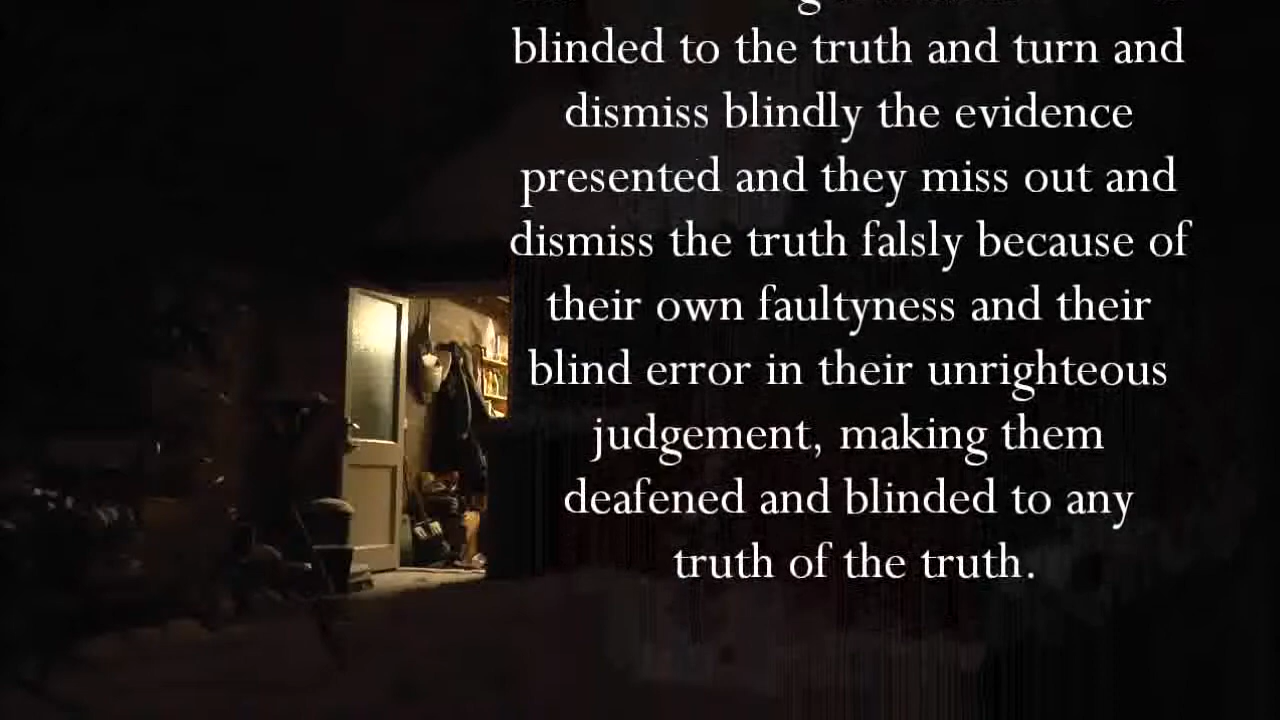 blinded to the truth and turn and
dismiss blindly the evidence
presented and they miss out and
dismiss the truth falsly because of
their own faultyness and their
blind error in their unrighteous
judgement, making them
deafened and blinded to any
truth of the truth.